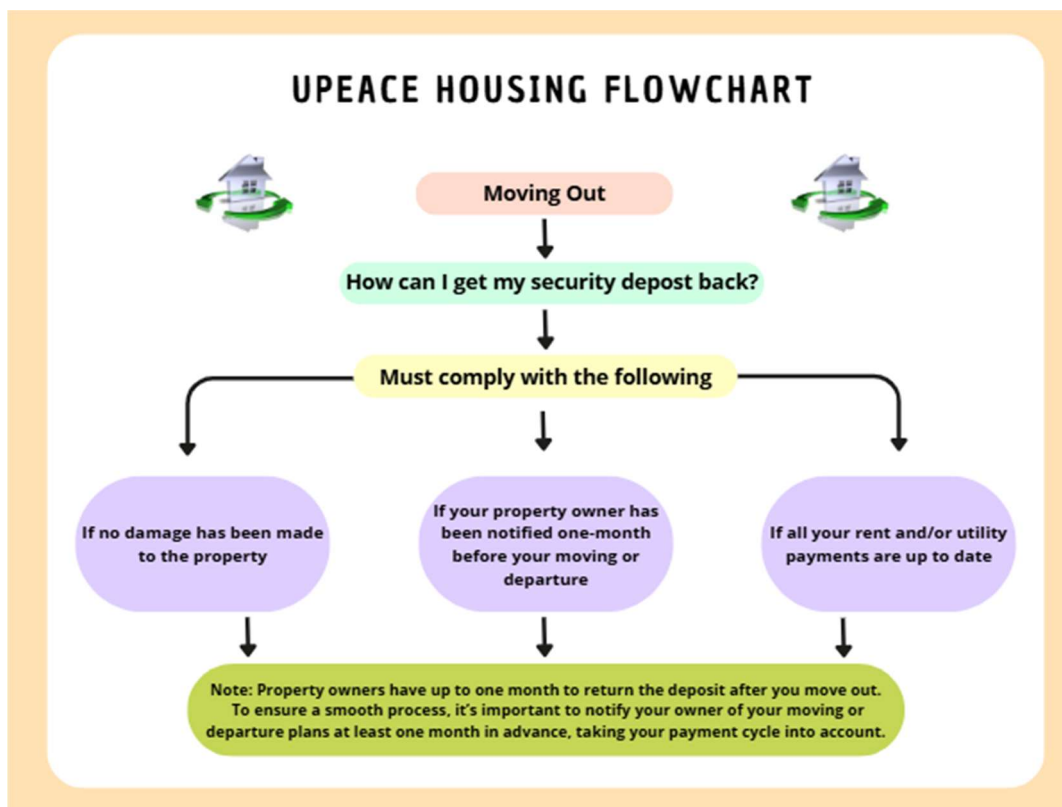 UPEACE HOUSING FLOWCHART
Moving Out
How can I get my security depost back?
Must comply with the following
If no damage has been made
to the property
If your property owner has
been notified one-month
before your moving or
departure
If all your rent and/or utility
payments are up to date
Note: Property owners have up to one month to return the deposit after you move out.
To ensure a smooth process, it’s important to notify your owner of your moving or
departure plans at least one month in advance, taking your payment cycle into account.